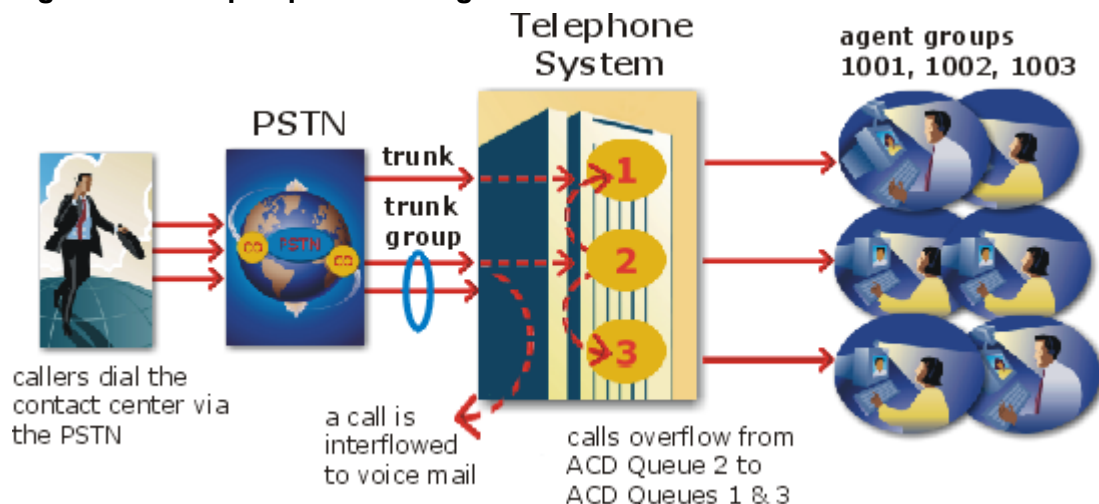 Telephone
System
agent groups
1001, 1002, 1003
PSTN
trunk
trunk
group
CO
PSTN
CO
1
2
3
callers dial the
contact center via
the PSTN
a call is
interflowed
to voice mail
calls overflow from
ACD Queue 2 to
ACD Queues 1 & 3